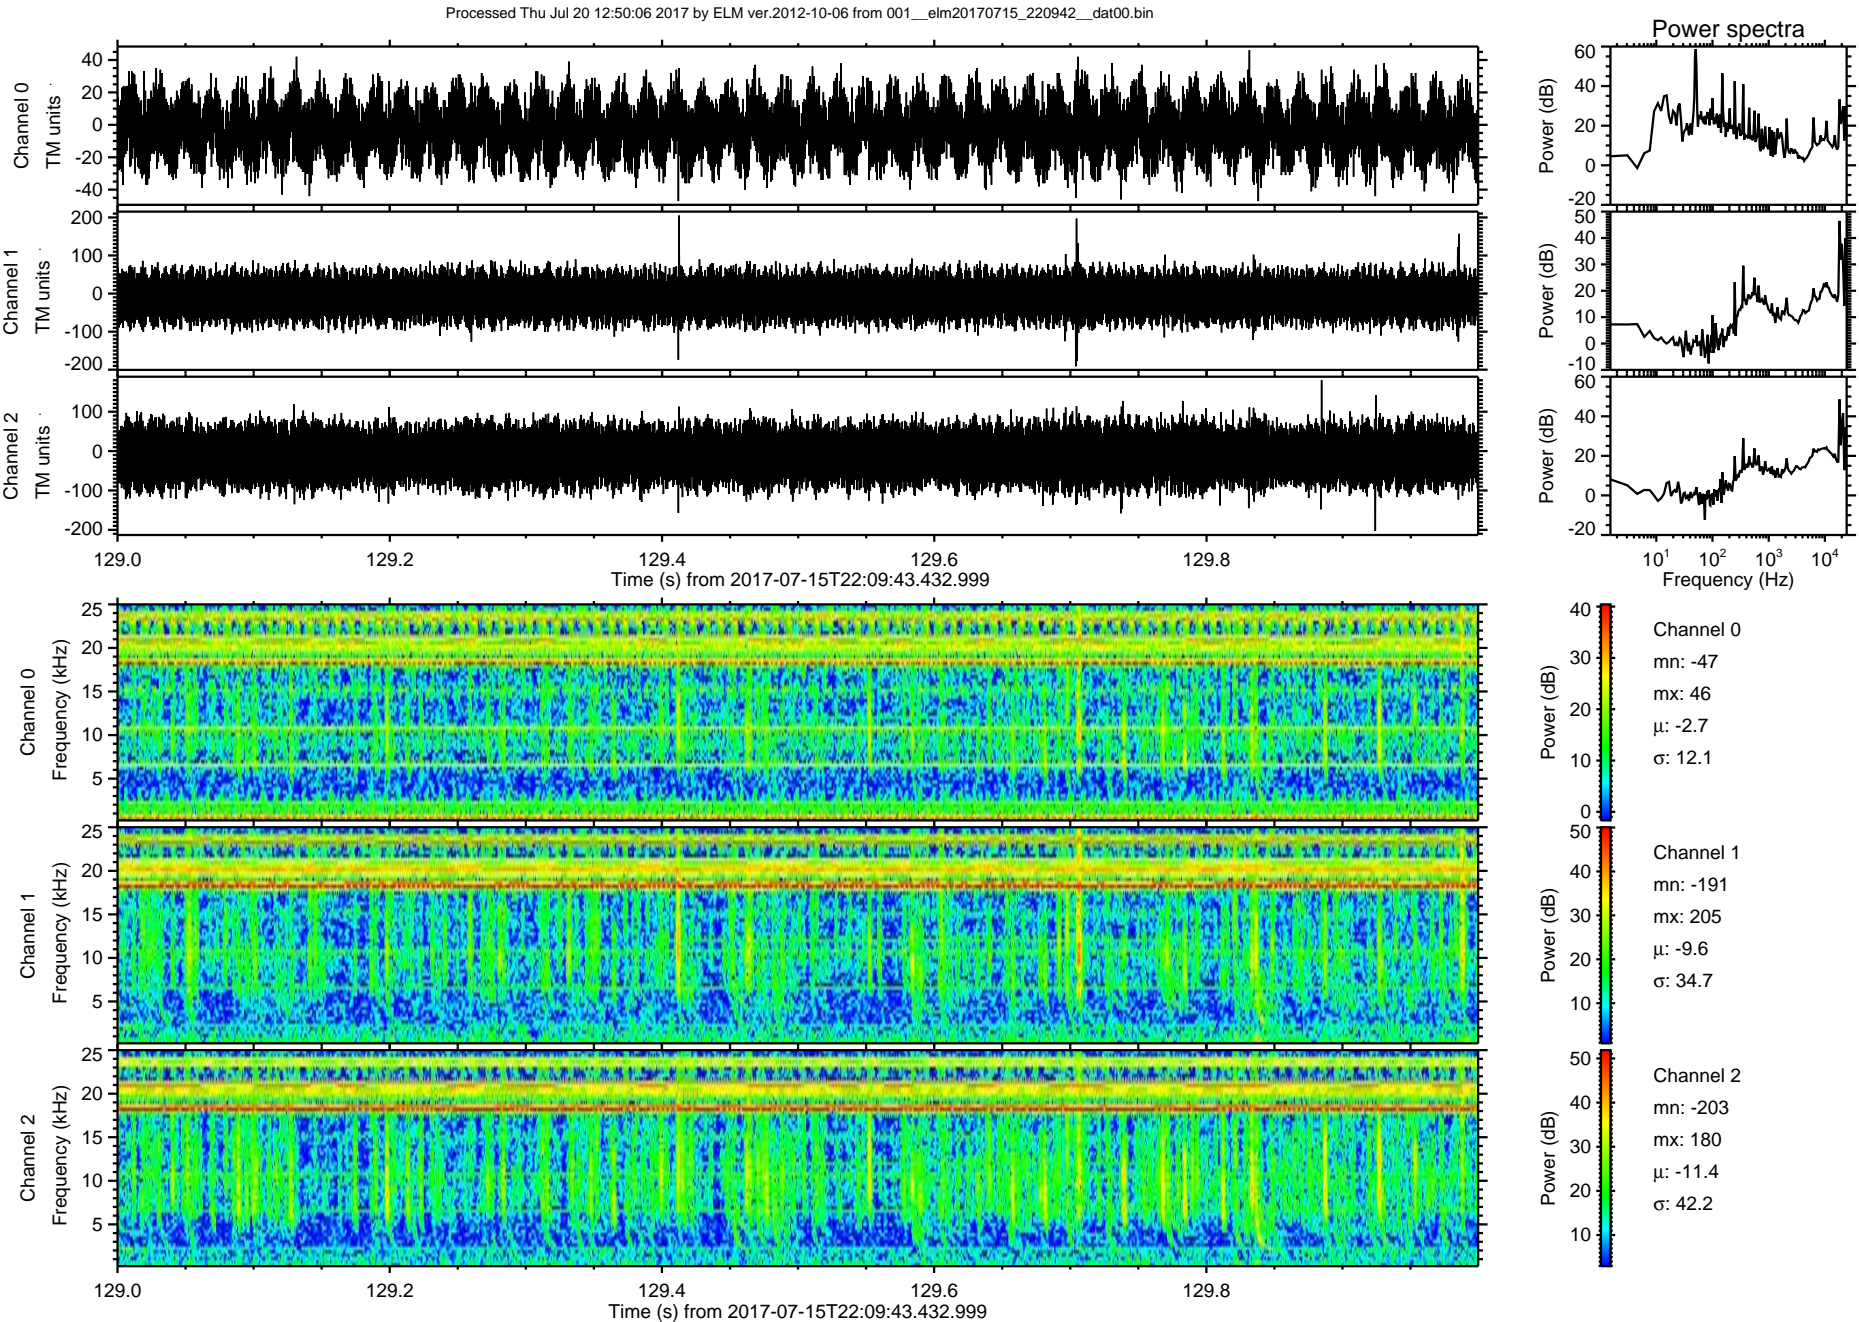 Processed Thu Jul 20 12:50:06 2017 by ELM ver.2012-10-06 from 001__elm20170715_220942__dat00.bin
Power spectra
Channel 0
TM units
40
20
0
-20
-40
Power (dB)
60
40
20
0
-20
Channel 1
TM units
200
100
0
-100
-200
Power (dB)
50
40
30
20
10
0
-10
Channel 2
TM units
100
0
-100
-200
Power (dB)
60
40
20
0
-20
129.0 129.2 129.4 129.6 129.8
Time (s) from 2017-07-15T22:09:43.432.999
10^1 10^2 10^3 10^4
Frequency (Hz)
Channel 0
Frequency (kHz)
25
20
15
10
5
Power (dB)
40
30
20
10
0
Channel 0
mn: -47
mx: 46
μ: -2.7
σ: 12.1
Channel 1
Frequency (kHz)
25
20
15
10
5
Power (dB)
50
40
30
20
10
Channel 1
mn: -191
mx: 205
μ: -9.6
σ: 34.7
Channel 2
Frequency (kHz)
25
20
15
10
5
Power (dB)
50
40
30
20
10
Channel 2
mn: -203
mx: 180
μ: -11.4
σ: 42.2
129.0 129.2 129.4 129.6 129.8
Time (s) from 2017-07-15T22:09:43.432.999